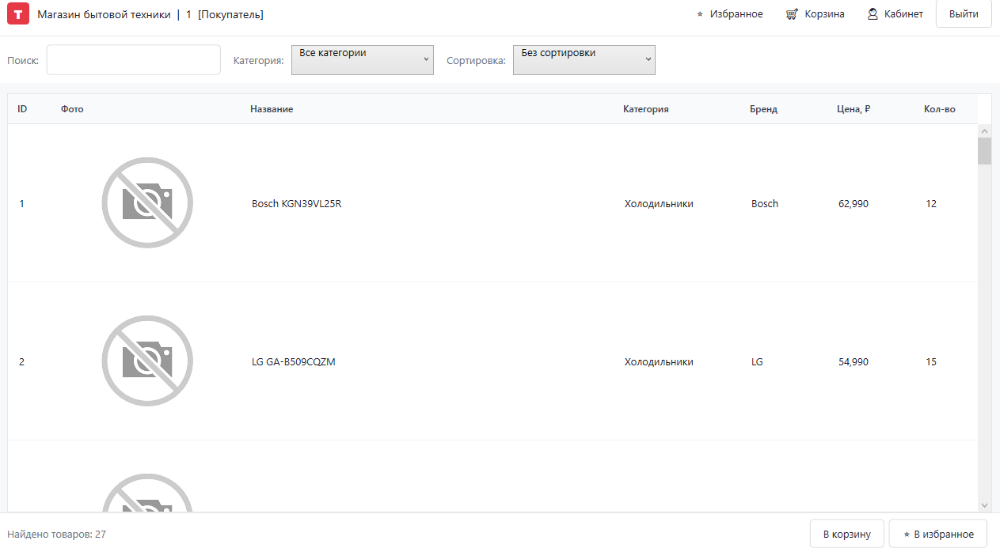 T Магазин бытовой техники | 1 [Покупатель] Избранное Корзина Кабинет Выйти
Поиск: Категория: Все категории Сортировка: Без сортировки
ID Фото Название Категория Бренд Цена, ₽ Кол-во
1 Bosch KGN39VL25R Холодильники Bosch 62,990 12
2 LG GA-B509CQZM Холодильники LG 54,990 15
Найдено товаров: 27 В корзину В избранное